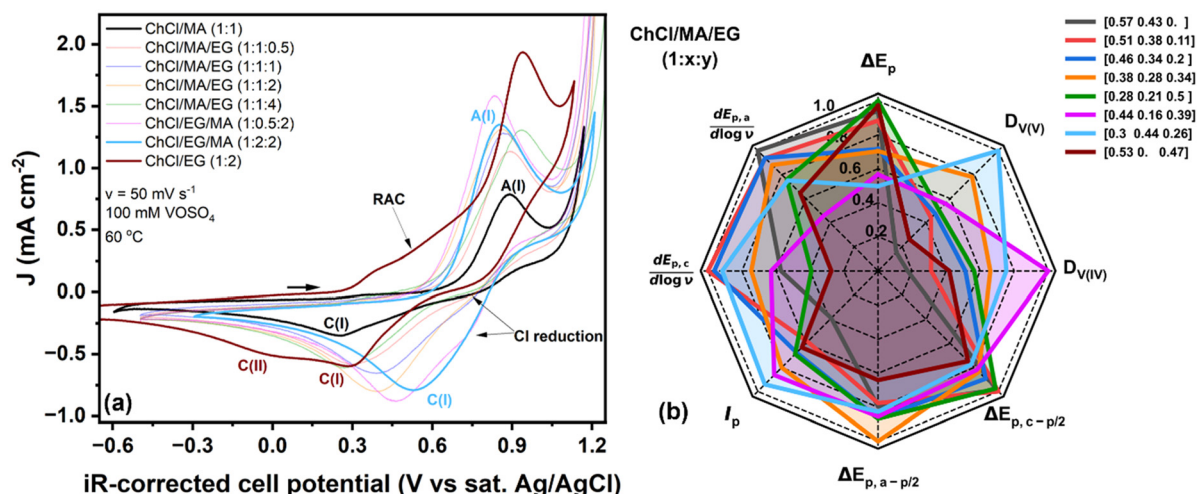 ChCl/MA (1:1)
ChCl/MA/EG (1:1:0.5)
ChCl/MA/EG (1:1:1)
ChCl/MA/EG (1:1:2)
ChCl/MA/EG (1:1:4)
ChCl/EG/MA (1:0.5:2)
ChCl/EG/MA (1:2:2)
ChCl/EG (1:2)
ν = 50 mV s⁻¹
100 mM VOSO₄
60 °C
A(I)
A(I)
RAC
C(I)
C(II)
C(I)
C(I)
Cl reduction
(a)
J (mA cm⁻²)
2.0
1.5
1.0
0.5
0.0
−0.5
−1.0
−0.6
−0.3
0.0
0.3
0.6
0.9
1.2
iR-corrected cell potential (V vs sat. Ag/AgCl)
ChCl/MA/EG
(1:x:y)
ΔEₚ
D_V(V)
D_V(IV)
ΔE_p, c − p/2
ΔE_p, a − p/2
Iₚ
dE_p, c / dlog ν
dE_p, a / dlog ν
1.0
0.8
0.6
0.4
0.2
(b)
[0.57 0.43 0. ]
[0.51 0.38 0.11]
[0.46 0.34 0.2 ]
[0.38 0.28 0.34]
[0.28 0.21 0.5 ]
[0.44 0.16 0.39]
[0.3 0.44 0.26]
[0.53 0. 0.47]